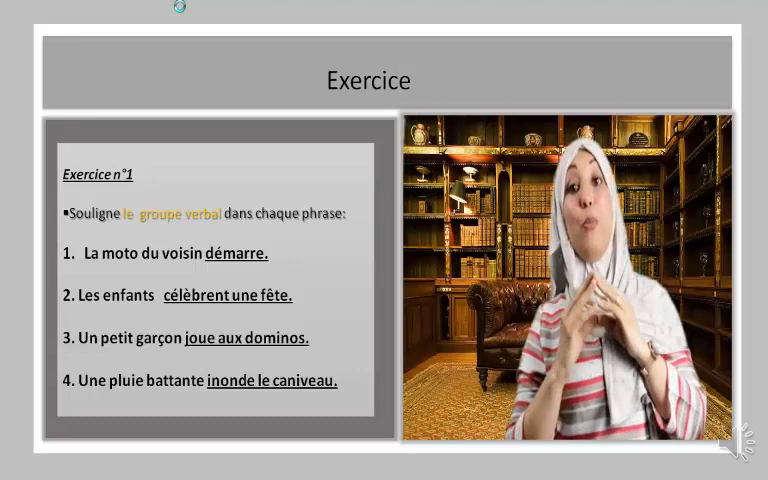 Exercice
Exercice n°1
▪Souligne le groupe verbal dans chaque phrase:
1. La moto du voisin démarre.
2. Les enfants célèbrent une fête.
3. Un petit garçon joue aux dominos.
4. Une pluie battante inonde le caniveau.